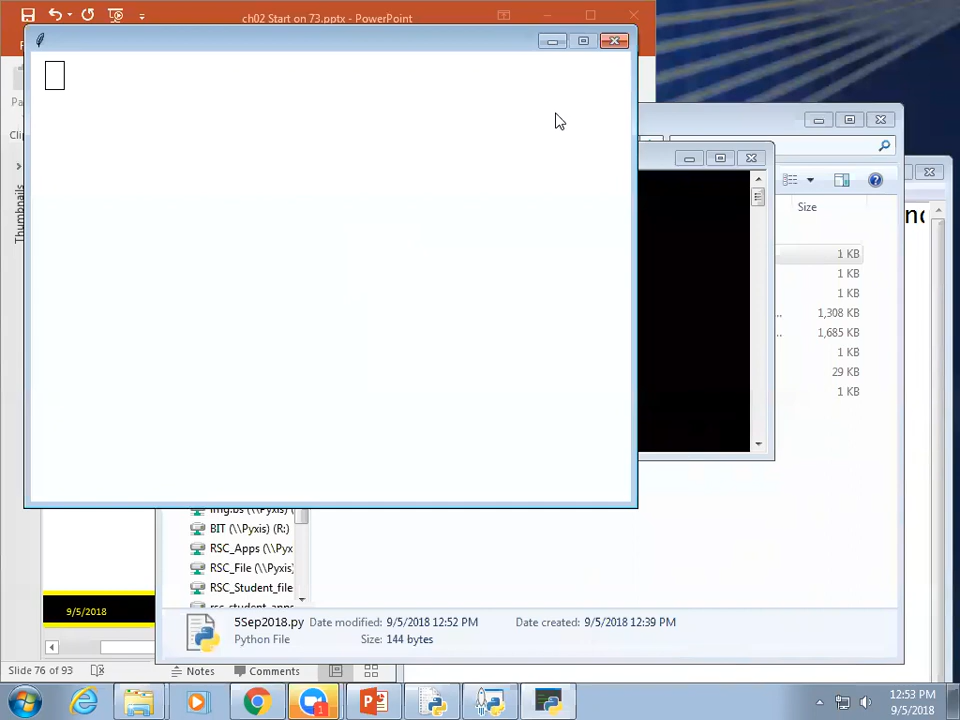 ch02 Start on 73.pptx - PowerPoint
Thumbnails
Size
1 KB
1 KB
1 KB
1,308 KB
1,685 KB
1 KB
29 KB
1 KB
BIT (\\Pyxis) (R:)
RSC_Apps (\\Pyx
RSC_File (\\Pyxis)
RSC_Student_file
5Sep2018.py
Date modified: 9/5/2018 12:52 PM
Date created: 9/5/2018 12:39 PM
Python File
Size: 144 bytes
9/5/2018
Slide 76 of 93
Notes
Comments
1
12:53 PM
9/5/2018